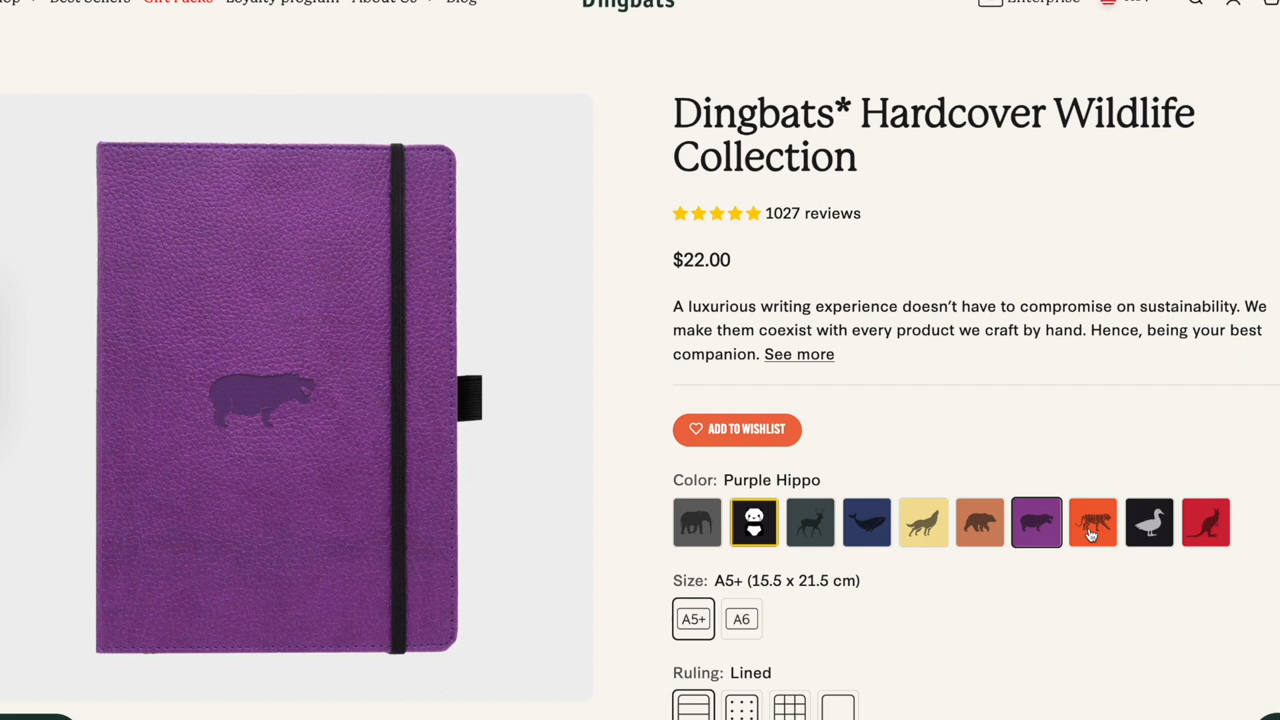 Best Sellers Gift Packs Loyalty program About Us Blog Dingbats Enterprise
Dingbats* Hardcover Wildlife
Collection
1027 reviews
$22.00
A luxurious writing experience doesn’t have to compromise on sustainability. We
make them coexist with every product we craft by hand. Hence, being your best
companion. See more
ADD TO WISHLIST
Color: Purple Hippo
Size: A5+ (15.5 x 21.5 cm)
A5+ A6
Ruling: Lined